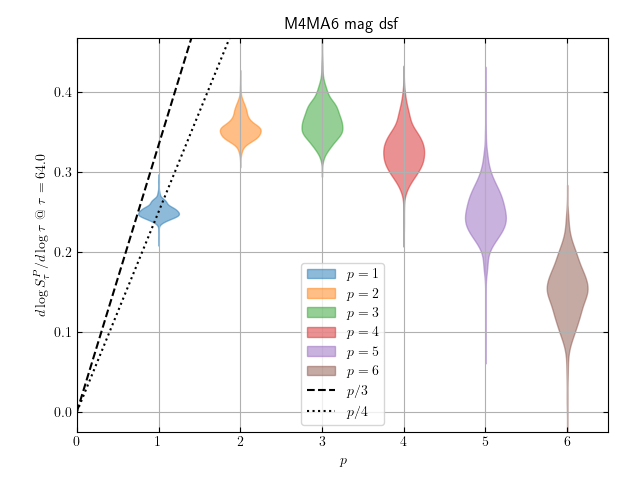 M4MA6 mag dsf
d log S_τ^P / d log τ @ τ = 64.0
0.4
0.3
0.2
0.1
0.0
p = 1
p = 2
p = 3
p = 4
p = 5
p = 6
p/3
p/4
0 1 2 3 4 5 6
p